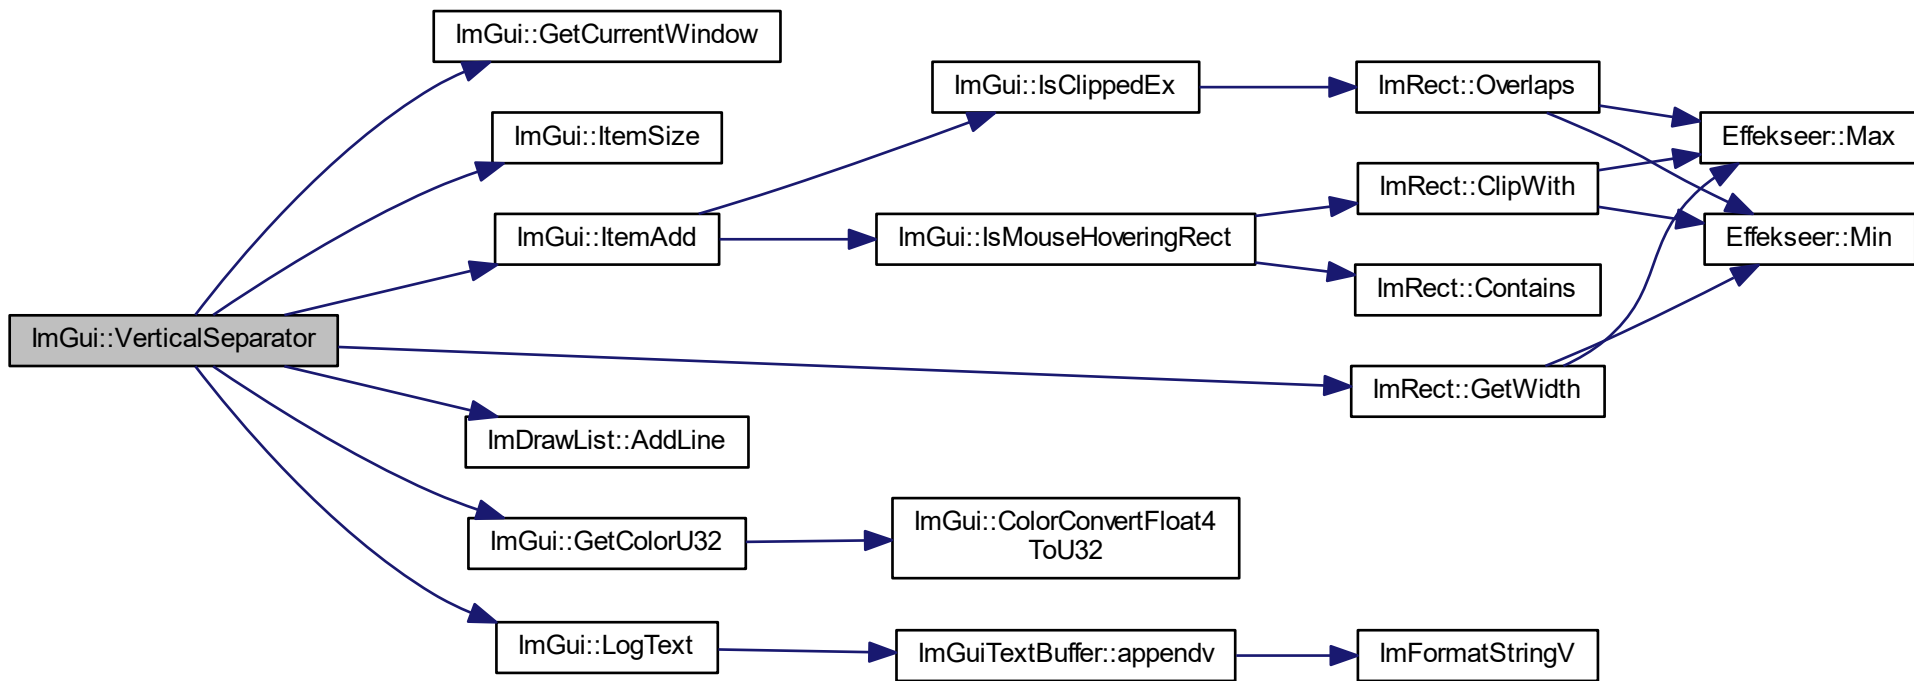 ImGui::GetCurrentWindow
ImGui::ItemSize
ImGui::ItemAdd
ImGui::VerticalSeparator
ImDrawList::AddLine
ImGui::GetColorU32
ImGui::LogText
ImGui::IsClippedEx
ImGui::IsMouseHoveringRect
ImGui::ColorConvertFloat4
ToU32
ImGuiTextBuffer::appendv
ImRect::Overlaps
ImRect::ClipWith
ImRect::Contains
ImRect::GetWidth
ImFormatStringV
Effekseer::Max
Effekseer::Min